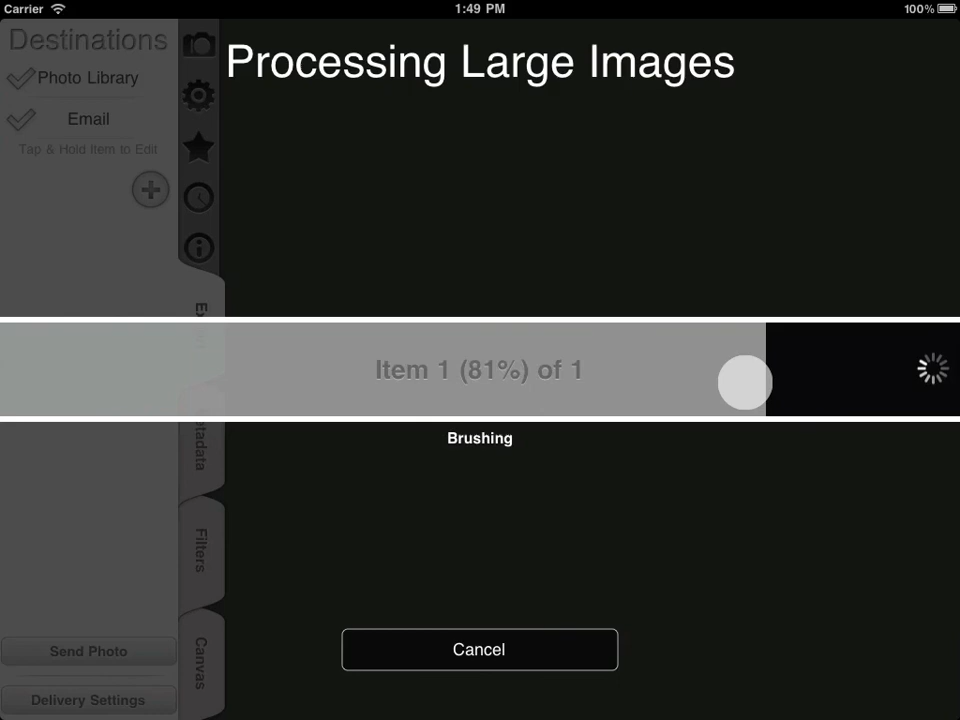 Carrier
1:49 PM
100%
Destinations
Photo Library
Email
Tap & Hold Item to Edit
Processing Large Images
Item 1 (81%) of 1
Brushing
Filters
Canvas
Send Photo
Delivery Settings
Cancel